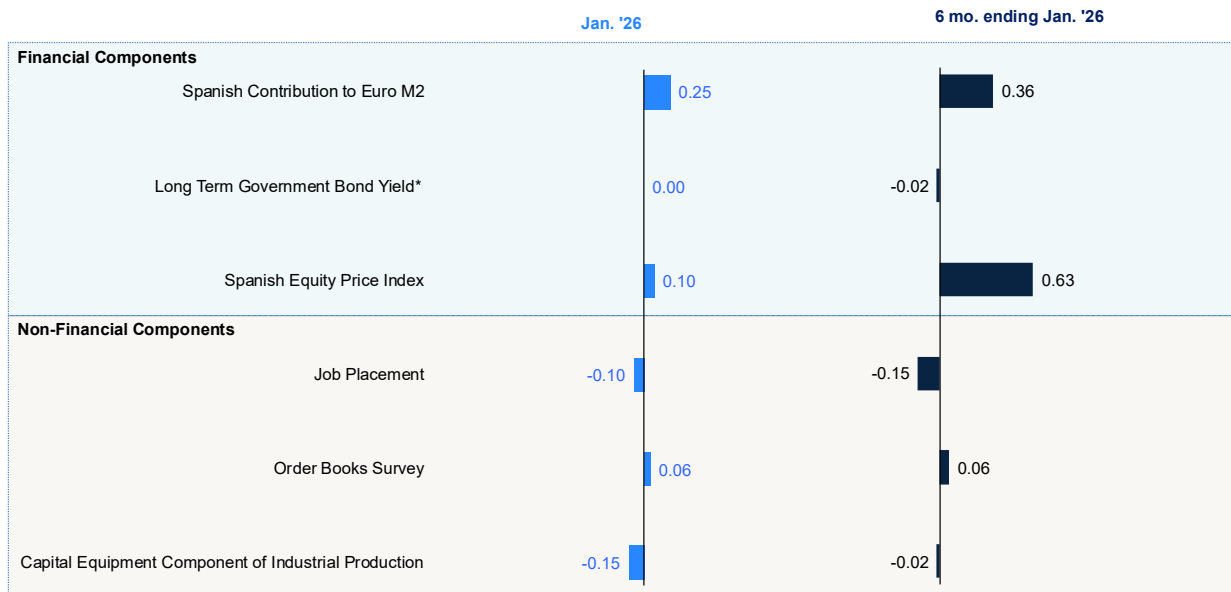 Jan. '26
6 mo. ending Jan. '26
Financial Components
Spanish Contribution to Euro M2
0.25
0.36
Long Term Government Bond Yield*
0.00
-0.02
Spanish Equity Price Index
0.10
0.63
Non-Financial Components
Job Placement
-0.10
-0.15
Order Books Survey
0.06
0.06
Capital Equipment Component of Industrial Production
-0.15
-0.02